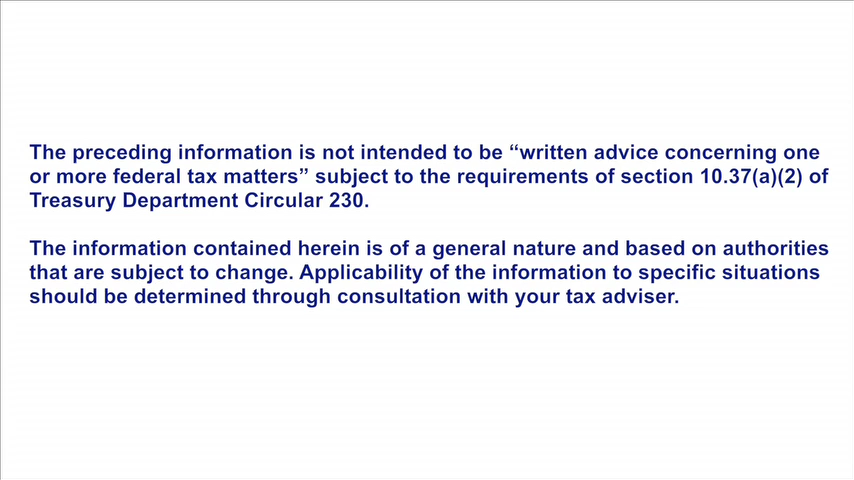 The preceding information is not intended to be “written advice concerning one
or more federal tax matters” subject to the requirements of section 10.37(a)(2) of
Treasury Department Circular 230.
The information contained herein is of a general nature and based on authorities
that are subject to change. Applicability of the information to specific situations
should be determined through consultation with your tax adviser.